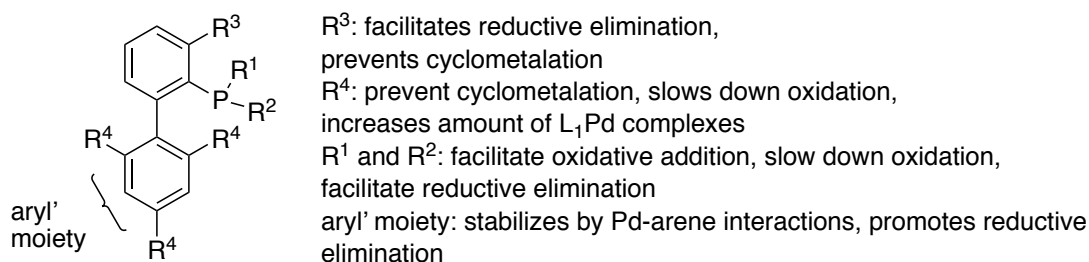 R³
R¹
P
R²
R⁴
R⁴
aryl'
moiety
R⁴
R³: facilitates reductive elimination,
prevents cyclometalation
R⁴: prevent cyclometalation, slows down oxidation,
increases amount of L₁Pd complexes
R¹ and R²: facilitate oxidative addition, slow down oxidation,
facilitate reductive elimination
aryl' moiety: stabilizes by Pd-arene interactions, promotes reductive
elimination